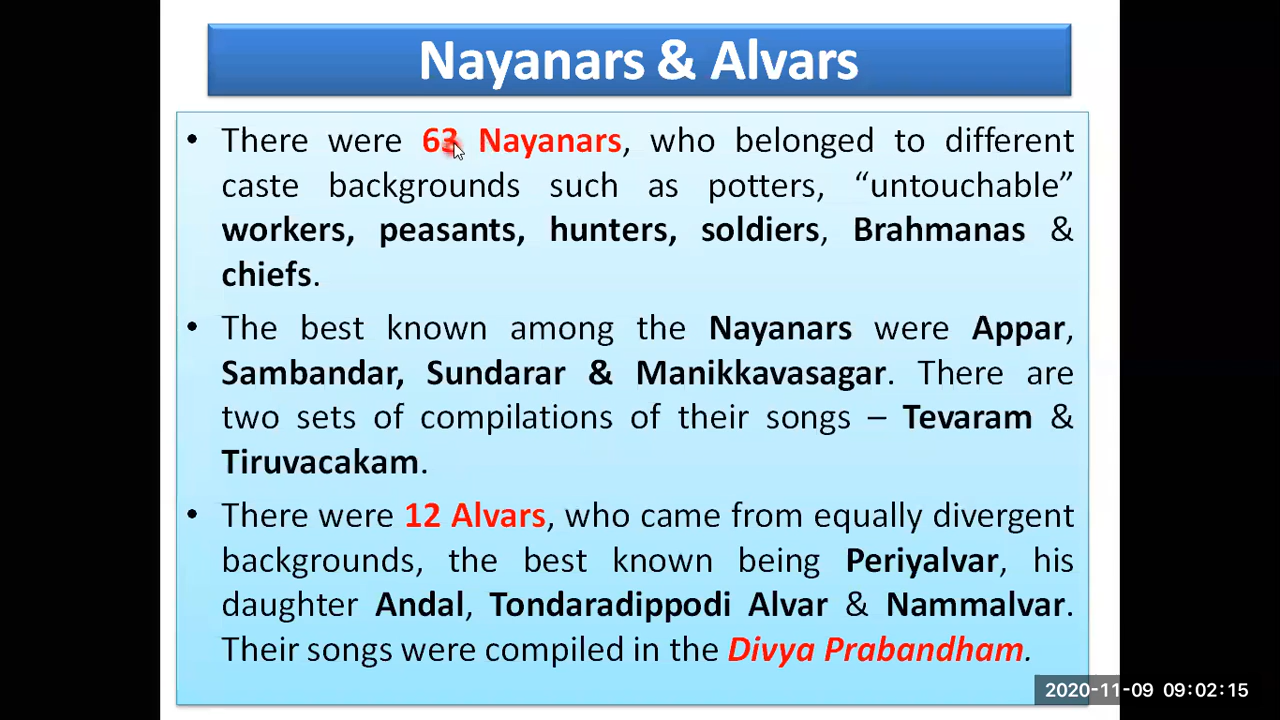 Nayanars & Alvars
• There were 63 Nayanars, who belonged to different
caste backgrounds such as potters, “untouchable”
workers, peasants, hunters, soldiers, Brahmanas &
chiefs.
• The best known among the Nayanars were Appar,
Sambandar, Sundarar & Manikkavasagar. There are
two sets of compilations of their songs – Tevaram &
Tiruvacakam.
• There were 12 Alvars, who came from equally divergent
backgrounds, the best known being Periyalvar, his
daughter Andal, Tondaradippodi Alvar & Nammalvar.
Their songs were compiled in the Divya Prabandham.
2020-11-09 09:02:15